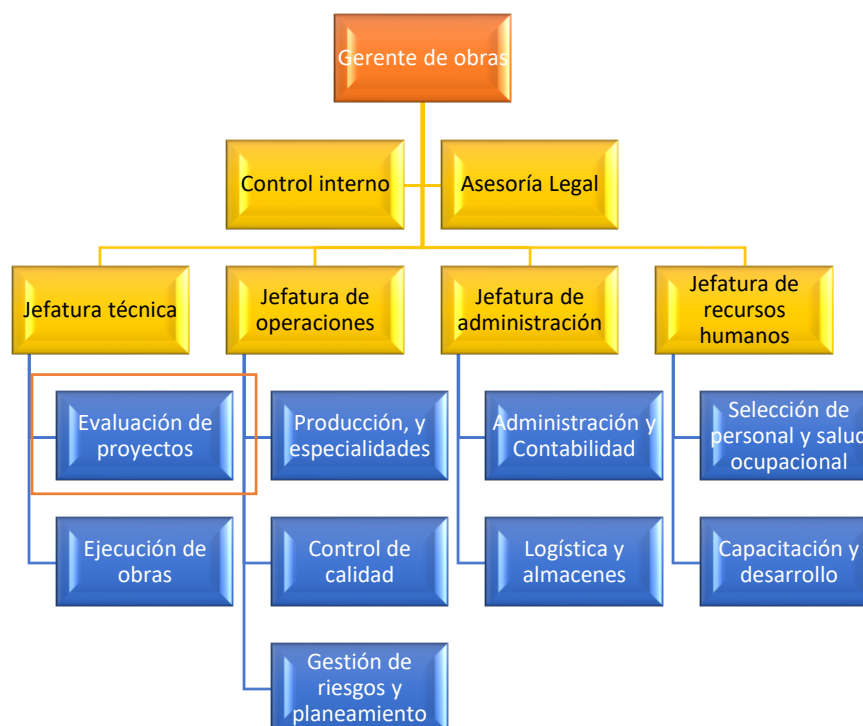 Gerente de obras
Control interno
Asesoría Legal
Jefatura técnica
Jefatura de
operaciones
Jefatura de
administración
Jefatura de
recursos
humanos
Evaluación de
proyectos
Producción, y
especialidades
Administración y
Contabilidad
Selección de
personal y salud
ocupacional
Ejecución de
obras
Control de
calidad
Logística y
almacenes
Capacitación y
desarrollo
Gestión de
riesgos y
planeamiento